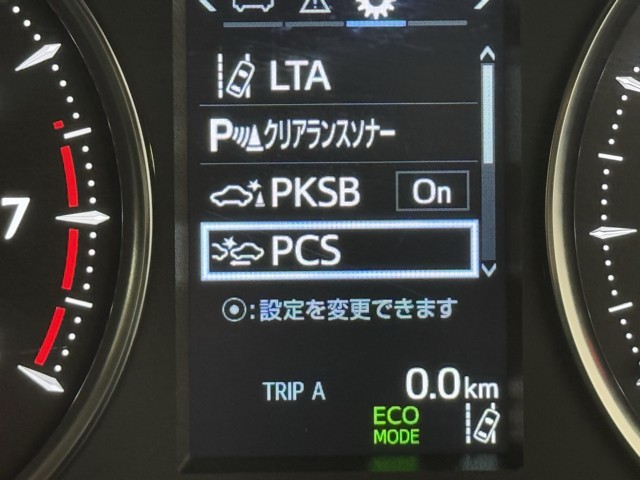 LTA
P クリアランスソナー
PKSB On
PCS
:設定を変更できます
TRIP A 0.0km
ECO
MODE
7